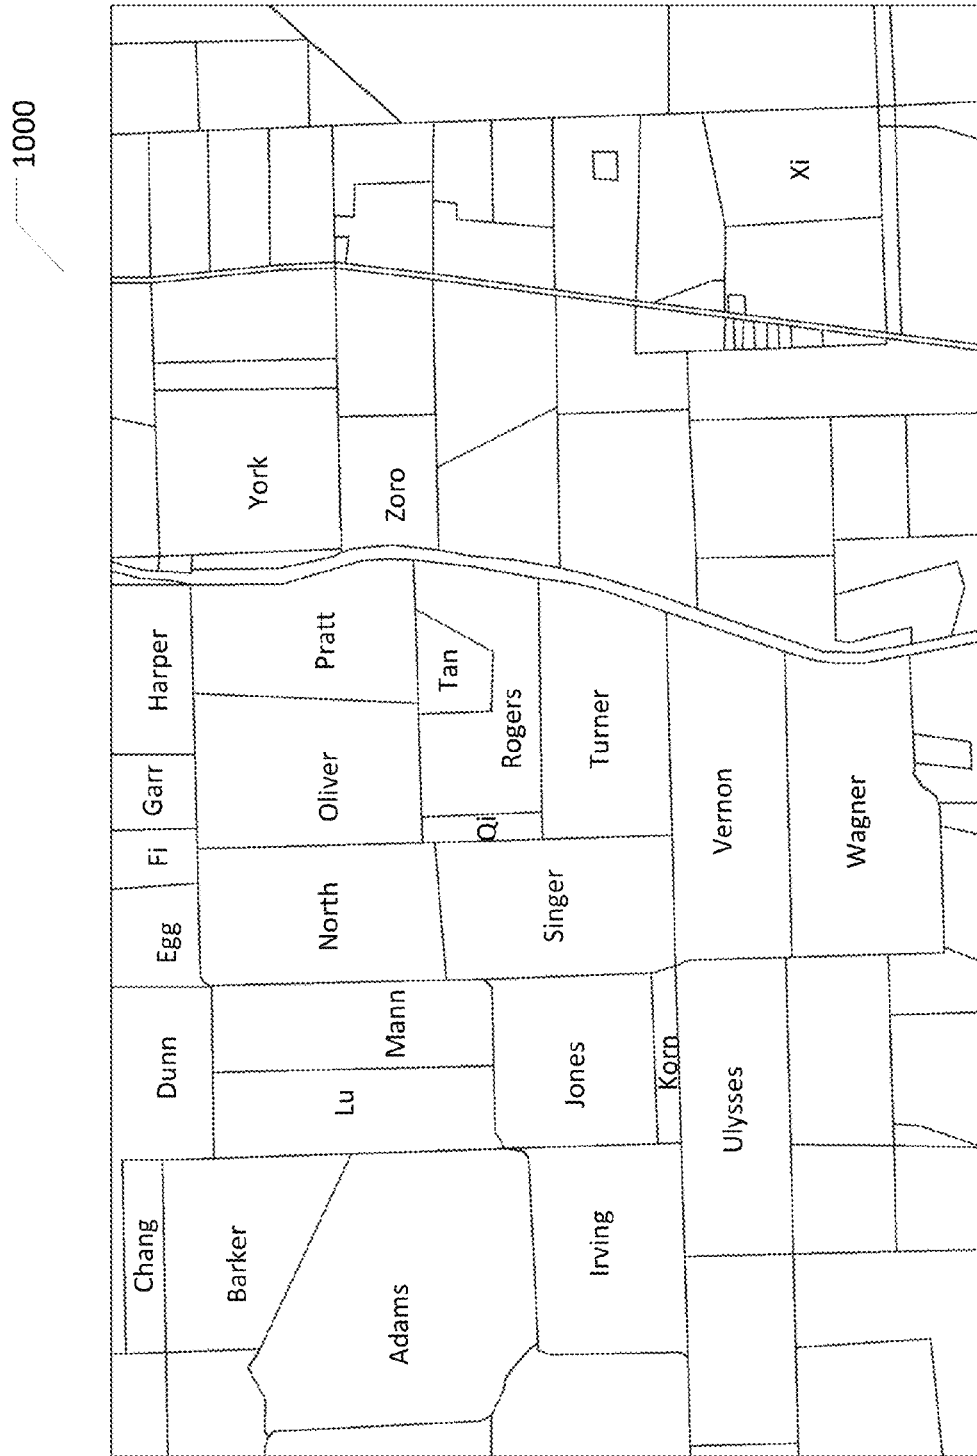 1000
Xi
York
Zoro
Harper
Pratt
Tan
Garr
Oliver
Rogers
Turner
Fi
Qi
Vernon
Wagner
Egg
North
Singer
Dunn
Mann
Lu
Jones
Korn
Ulysses
Chang
Barker
Irving
Adams